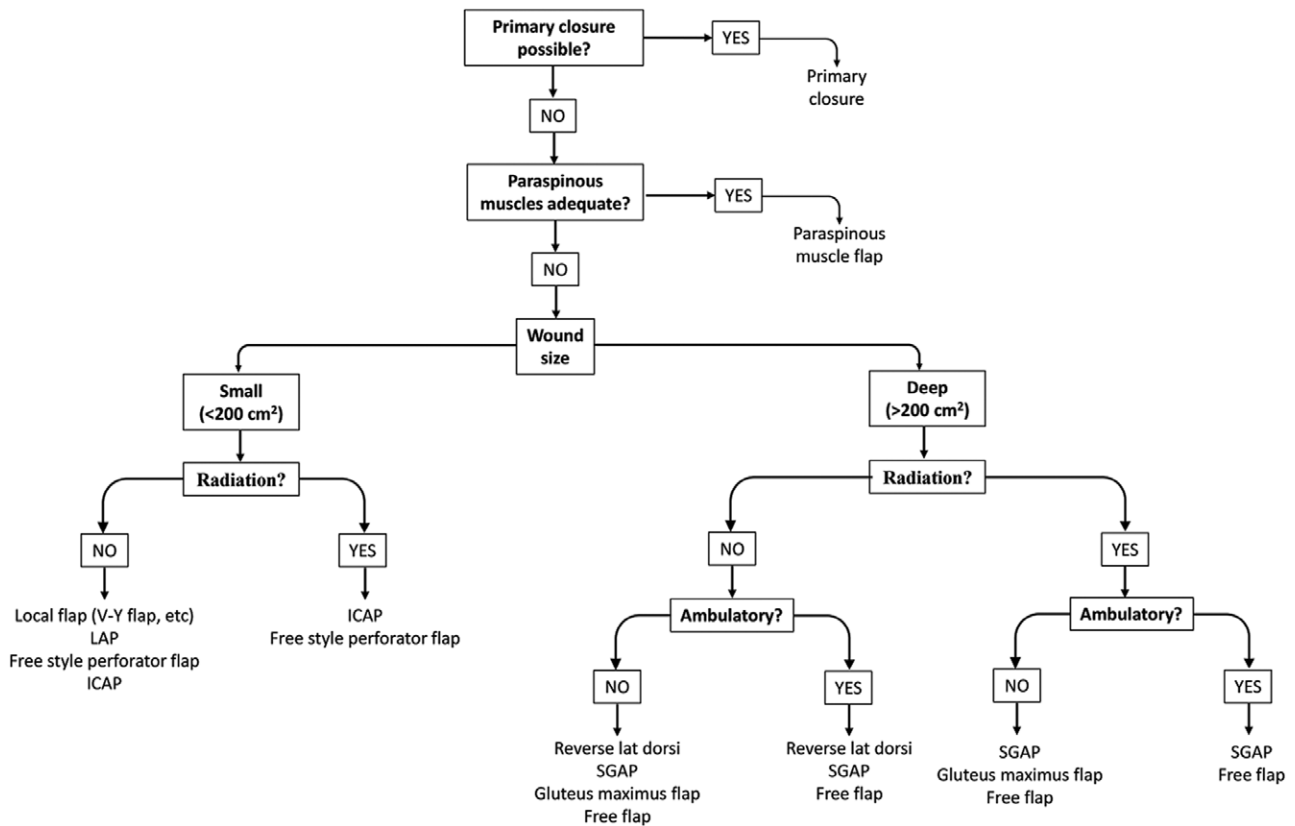 Primary closure
possible?
YES
Primary
closure
NO
Paraspinous
muscles adequate?
YES
Paraspinous
muscle flap
NO
Wound
size
Small
(<200 cm²)
Deep
(>200 cm²)
Radiation?
Radiation?
NO
YES
NO
YES
Local flap (V-Y flap, etc)
LAP
Free style perforator flap
ICAP
ICAP
Free style perforator flap
Ambulatory?
Ambulatory?
NO
YES
NO
YES
Reverse lat dorsi
SGAP
Gluteus maximus flap
Free flap
Reverse lat dorsi
SGAP
Free flap
SGAP
Gluteus maximus flap
Free flap
SGAP
Free flap